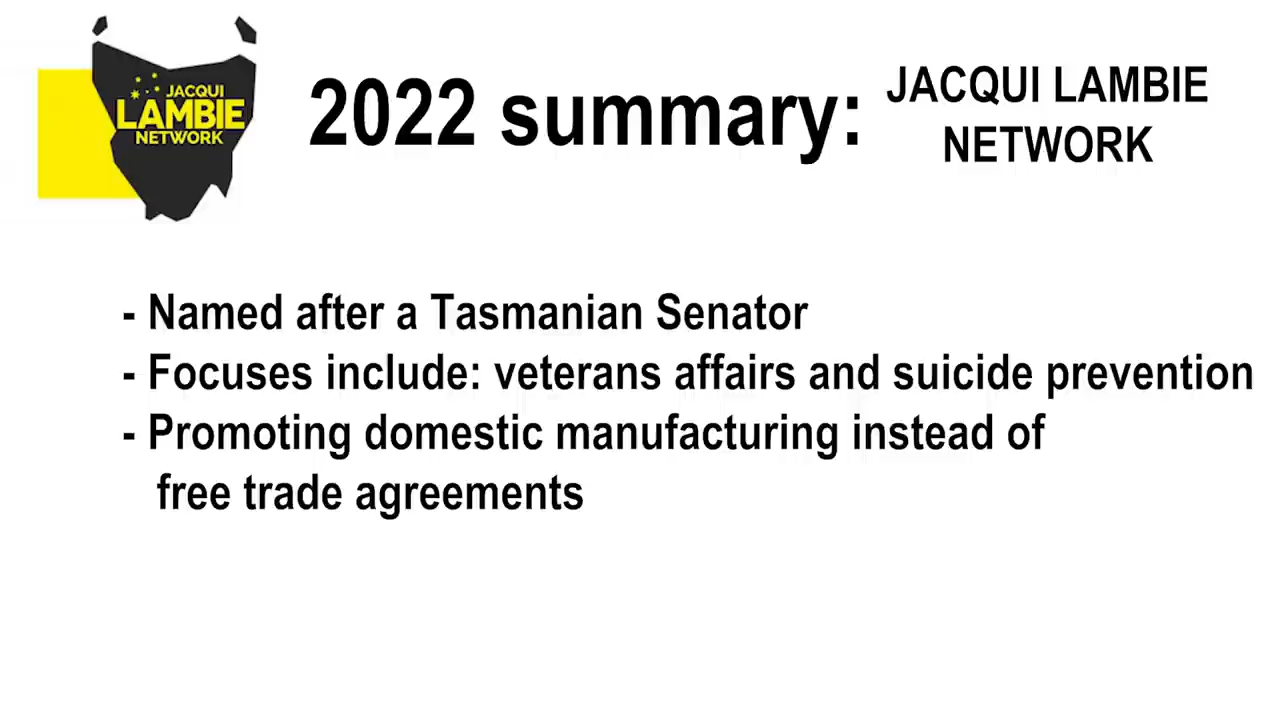 JACQUI
LAMBIE
NETWORK
2022 summary:
JACQUI LAMBIE
NETWORK
- Named after a Tasmanian Senator
- Focuses include: veterans affairs and suicide prevention
- Promoting domestic manufacturing instead of
free trade agreements